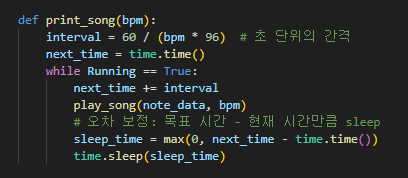 def print_song(bpm):
    interval = 60 / (bpm * 96)  # 초 단위의 간격
    next_time = time.time()
    while Running == True:
        next_time += interval
        play_song(note_data, bpm)
        # 오차 보정: 목표 시간 - 현재 시간만큼 sleep
        sleep_time = max(0, next_time - time.time())
        time.sleep(sleep_time)